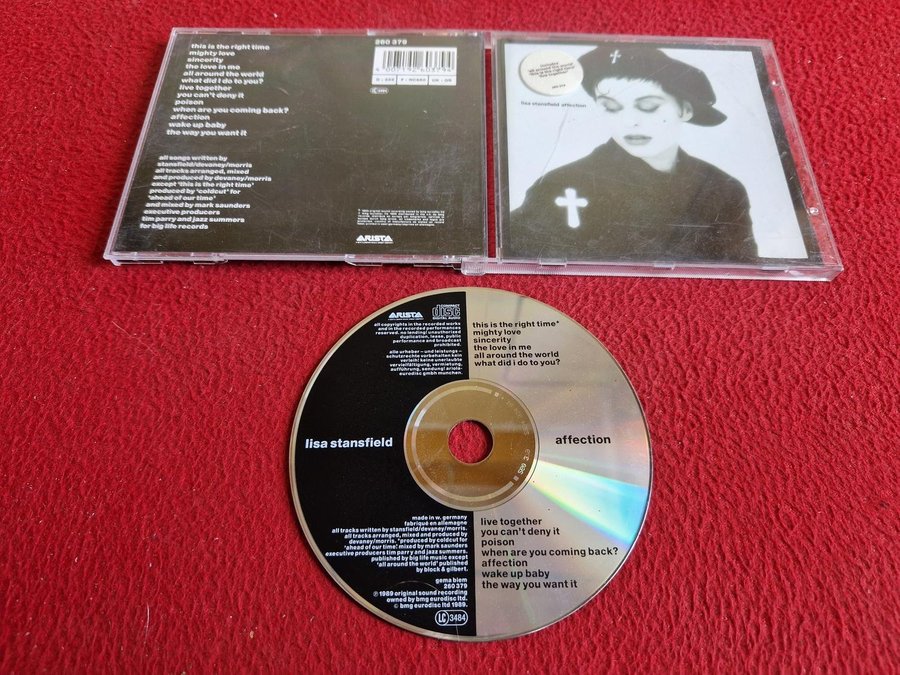 this is the right time
mighty love
sincerity
the love in me
all around the world
what did i do to you?
live together
you can't deny it
poison
when are you coming back?
affection
wake up baby
the way you want it
all songs written by
stansfield/devaney/morris
all tracks arranged, mixed
and produced by devaney/morris
except 'this is the right time'
produced by 'coldcut' for
'ahead of our time'
and mixed by mark saunders
executive producers
tim parry and jazz summers
for big life records
260 379
4 007192 603794
ARISTA
includes
lisa stansfield affection
ARISTA
COMPACT
disc
DIGITAL AUDIO
all copyrights in the recorded works
and in the recorded performances
reserved. no lending! unauthorized
duplication, lease, public
performance and broadcast
prohibited.
alle urheber – und leistungs –
schutzrechte vorbehalten kein
verleih! keine unerlaubte
vervielfältigung, vermietung,
aufführung, sendung! ariola-
eurodisc gmbh munchen.
this is the right time*
mighty love
sincerity
the love in me
all around the world
what did i do to you?
lisa stansfield
affection
made in w. germany
fabriqué en allemagne
all tracks written by stansfield/devaney/morris.
all tracks arranged, mixed and produced by
devaney/morris. *produced by coldcut for
'ahead of our time'. mixed by mark saunders
executive producers tim parry and jazz summers.
published by big life music except
'all around the world' published
by block & gilbert.
gema biem
260 379
℗ 1989 original sound recording
owned by bmg eurodisc ltd.
© bmg eurodisc ltd 1989.
LC 3484
live together
you can't deny it
poison
when are you coming back?
affection
wake up baby
the way you want it